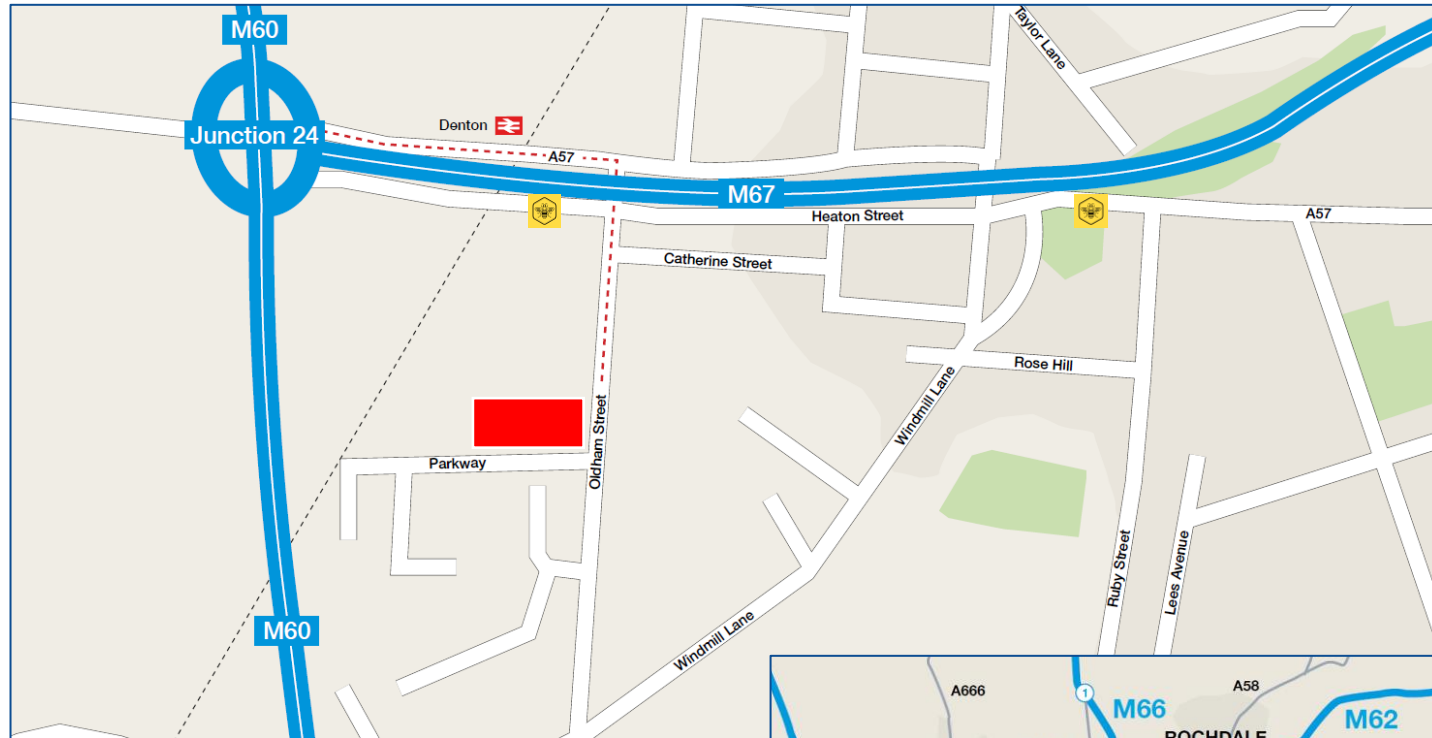 M60
Taylor Lane
Junction 24
Denton
A57
M67
Heaton Street
A57
Catherine Street
Rose Hill
Windmill Lane
Oldham Street
Parkway
Ruby Street
Lees Avenue
M60
Windmill Lane
A666
1
A58
M66
M62
ROCHDALE